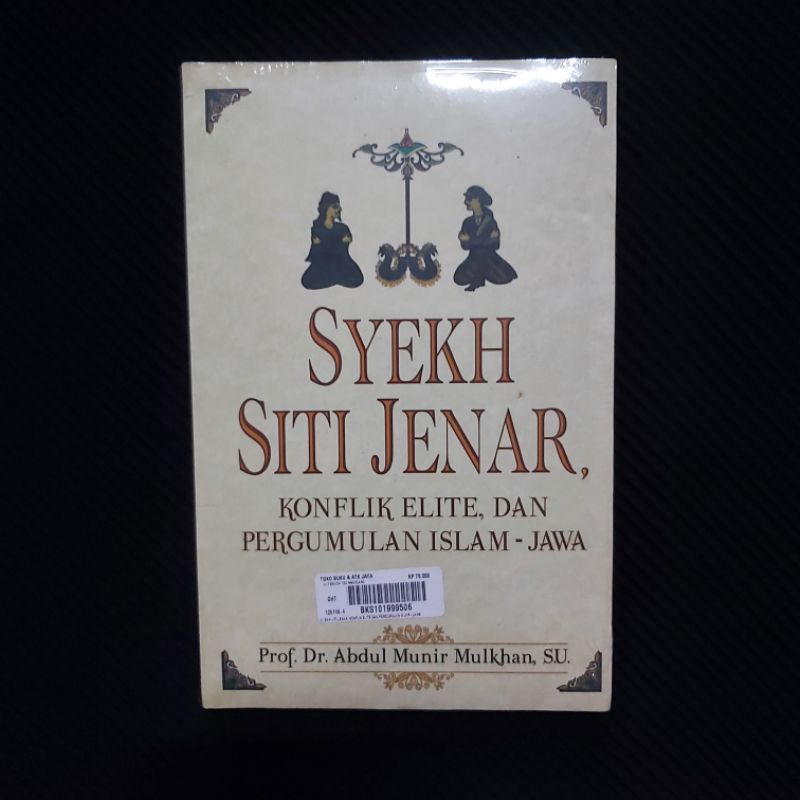 SYEKH
SITI JENAR,
KONFLIK ELITE, DAN
PERGUMULAN ISLAM - JAWA
TOKO BUKU & ATK JAYA RP 75.000
BKS101999506
Prof. Dr. Abdul Munir Mulkhan, S.U.